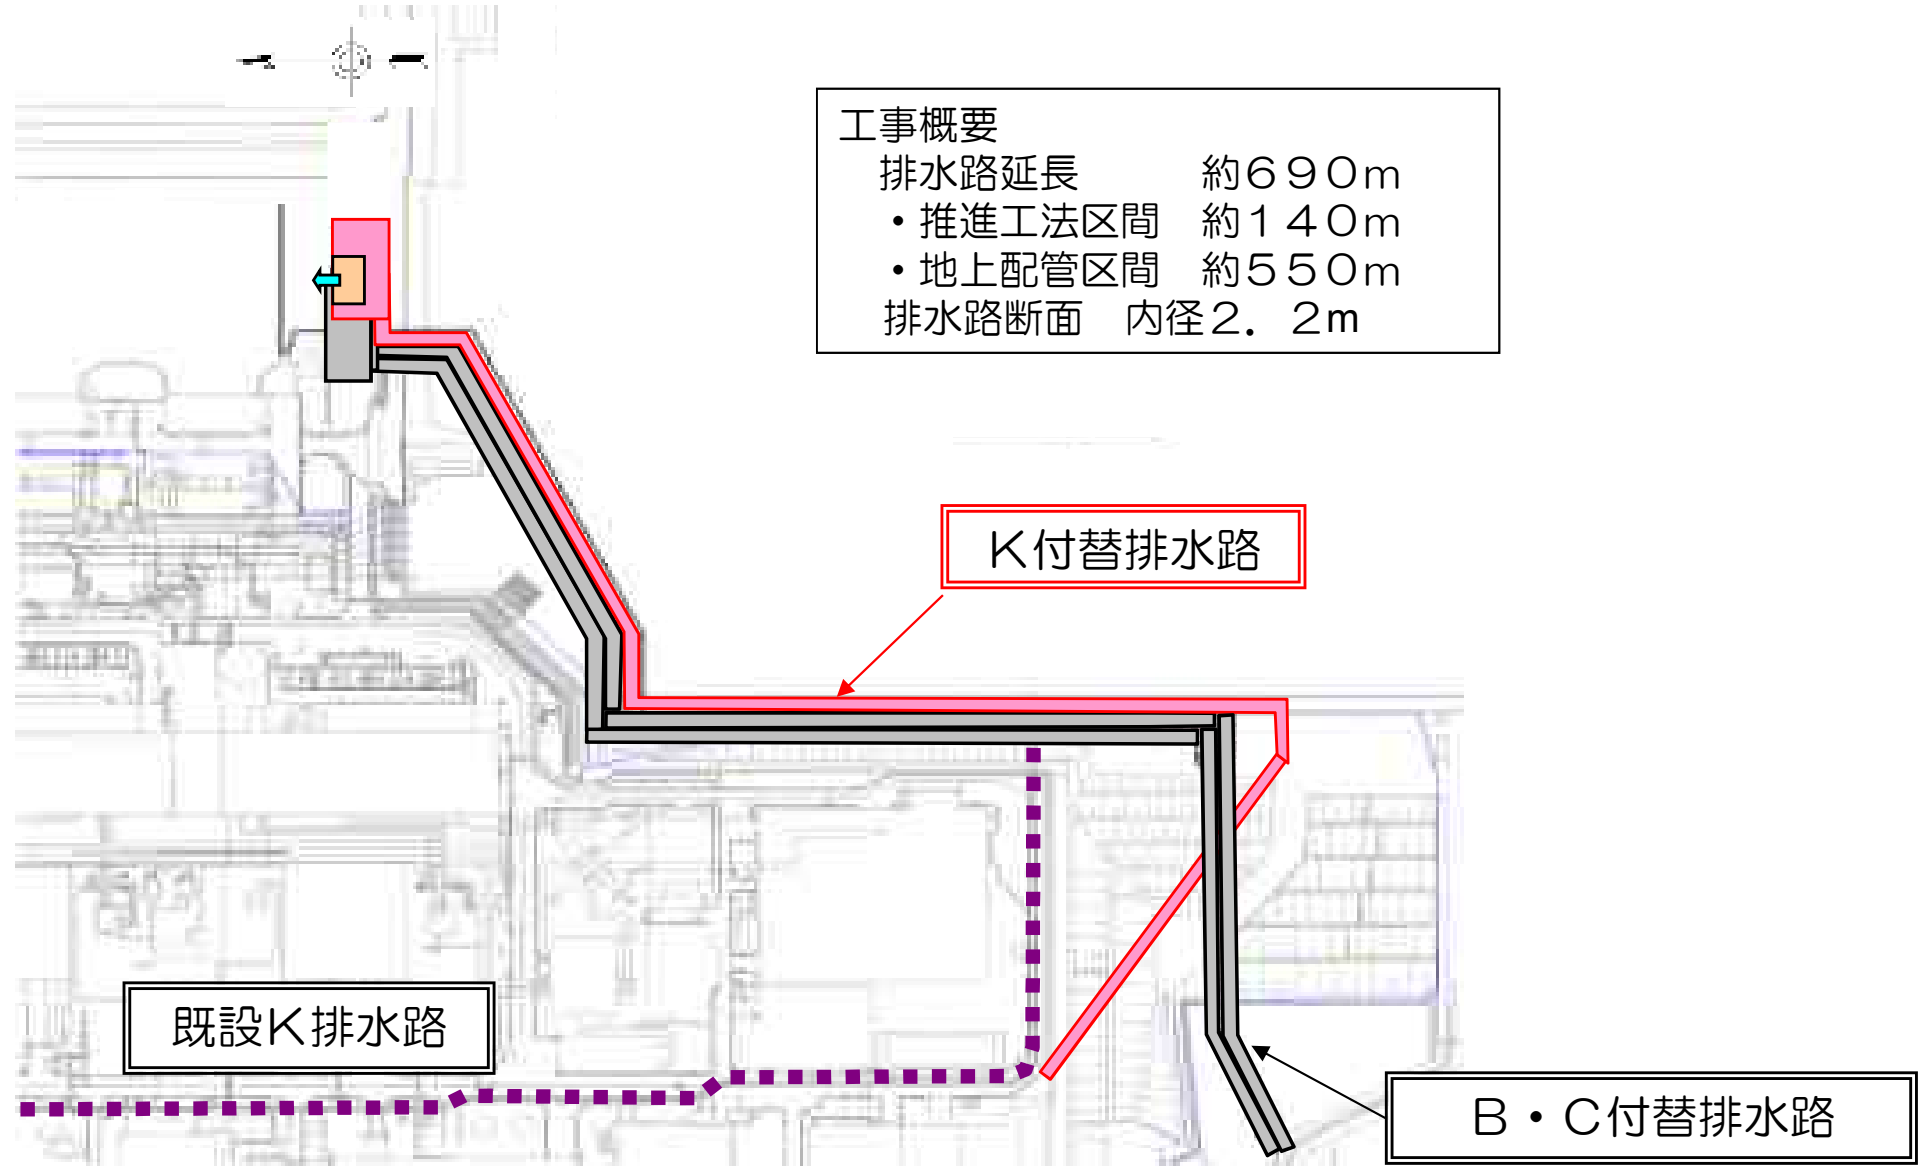 工事概要
排水路延長 約690m
・推進工法区間 約140m
・地上配管区間 約550m
排水路断面 内径2.2m
K付替排水路
既設K排水路
B・C付替排水路